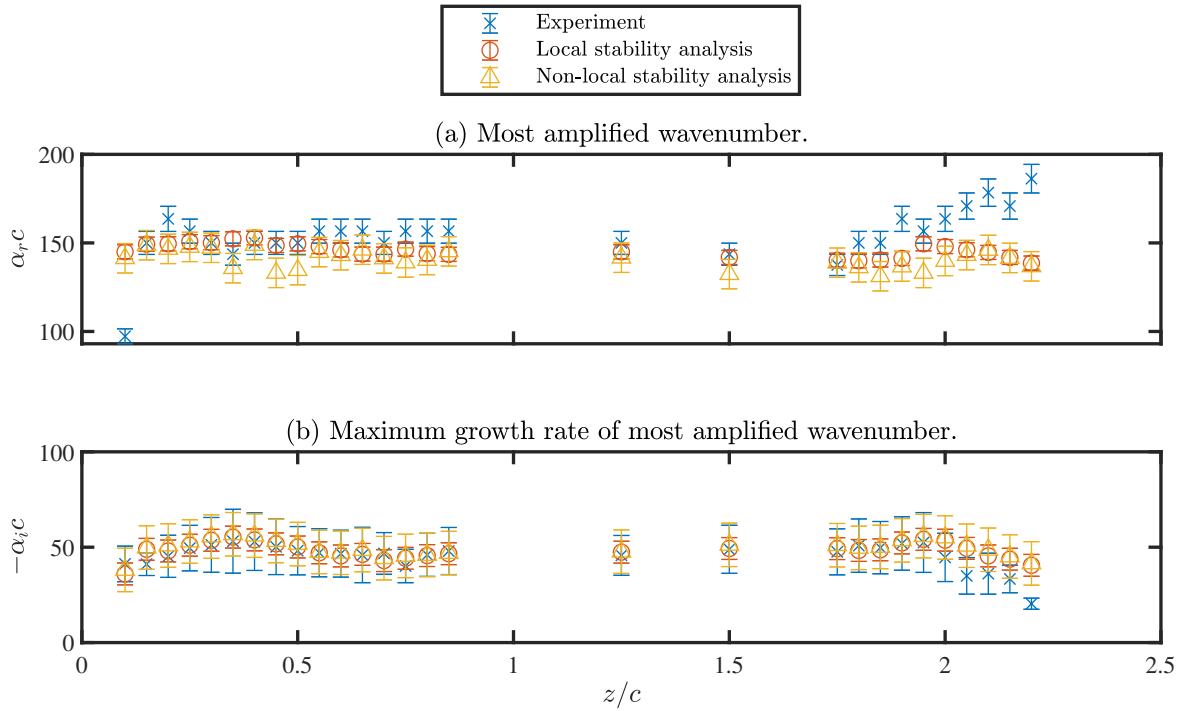 Experiment
Local stability analysis
Non-local stability analysis
(a) Most amplified wavenumber.
200
150
100
α_r c
(b) Maximum growth rate of most amplified wavenumber.
100
50
0
−α_i c
0 0.5 1 1.5 2 2.5
z/c